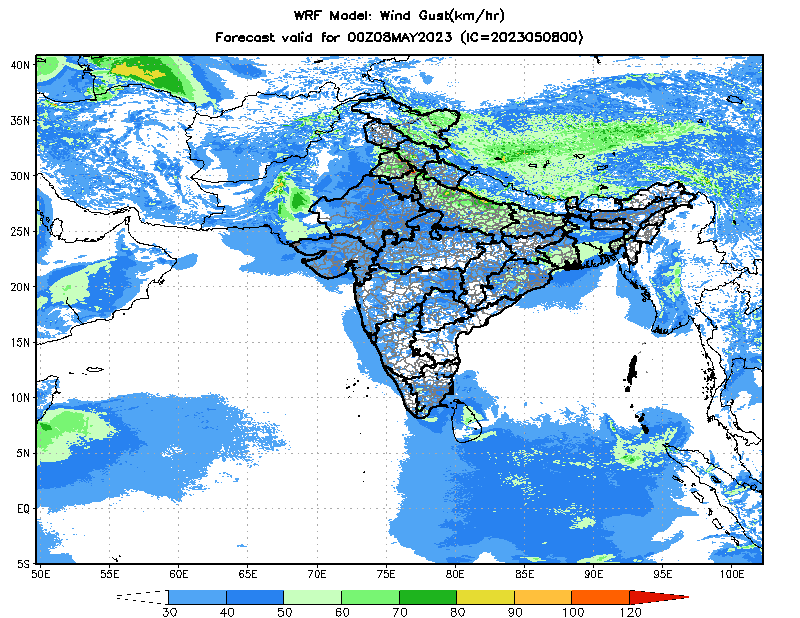 WRF Model: Wind Gust(km/hr)
Forecast valid for 00Z08MAY2023 (IC=2023050800)
40N
35N
30N
25N
20N
15N
10N
5N
EQ
5S
50E 55E 60E 65E 70E 75E 80E 85E 90E 95E 100E
30 40 50 60 70 80 90 100 120